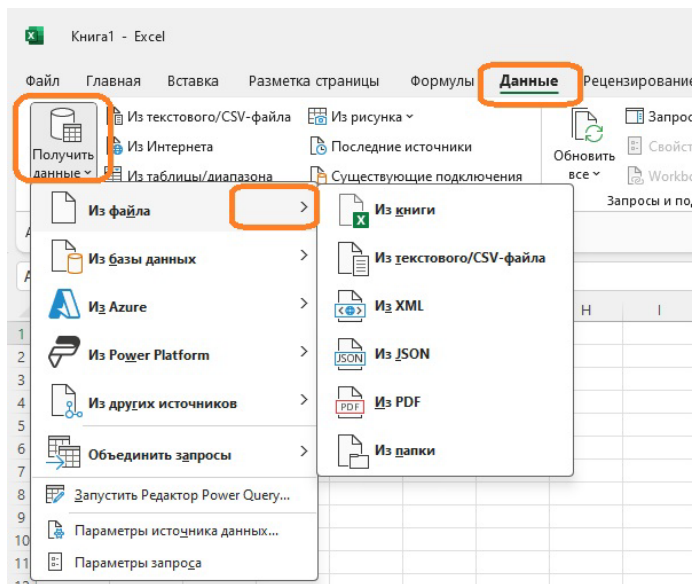 Книга1 - Excel
Файл Главная Вставка Разметка страницы Формулы Данные Рецензирование
Получить данные
Из текстового/CSV-файла
Из Интернета
Из таблицы/диапазона
Из рисунка
Последние источники
Существующие подключения
Обновить
все
Запрос
Свойст
Workbo
Запросы и по
Из файла
Из базы данных
Из Azure
Из Power Platform
Из других источников
Объединить запросы
Запустить Редактор Power Query...
Параметры источника данных...
Параметры запроса
Из книги
Из текстового/CSV-файла
Из XML
JSON Из JSON
PDF Из PDF
Из папки
H I
1
2
3
4
5
6
7
8
9
10
11